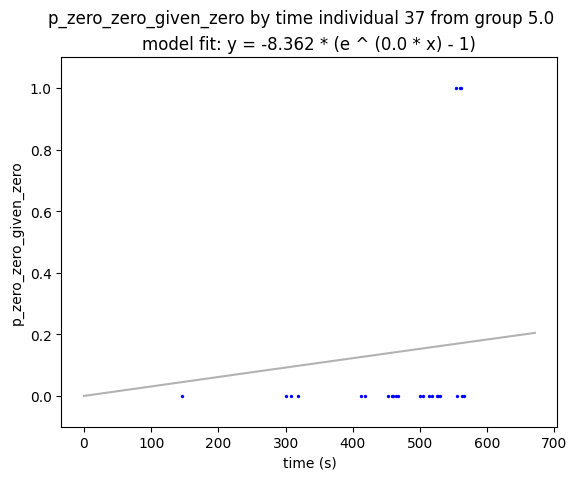 p_zero_zero_given_zero by time individual 37 from group 5.0
model fit: y = -8.362 * (e ^ (0.0 * x) - 1)
p_zero_zero_given_zero
1.0
0.8
0.6
0.4
0.2
0.0
0 100 200 300 400 500 600 700
time (s)